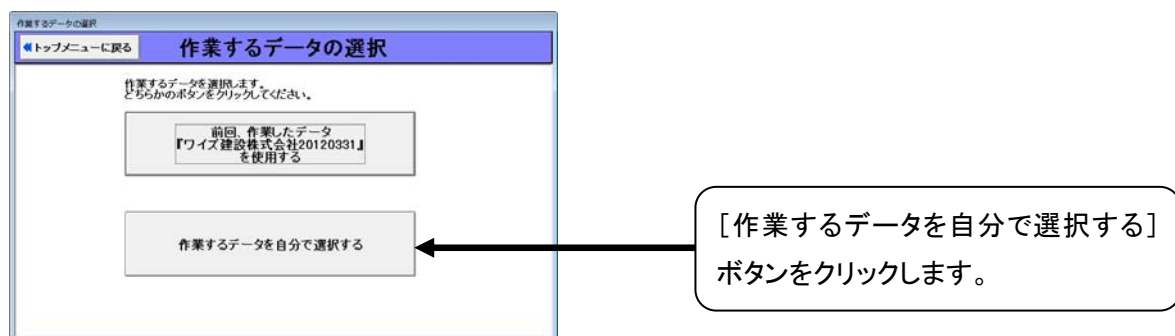 作業するデータの選択
トップメニューに戻る
作業するデータの選択
作業するデータを選択します。
どちらかのボタンをクリックしてください。
前回、作業したデータ
『ワイズ建設株式会社20120331』
を使用する
作業するデータを自分で選択する
[作業するデータを自分で選択する]
ボタンをクリックします。